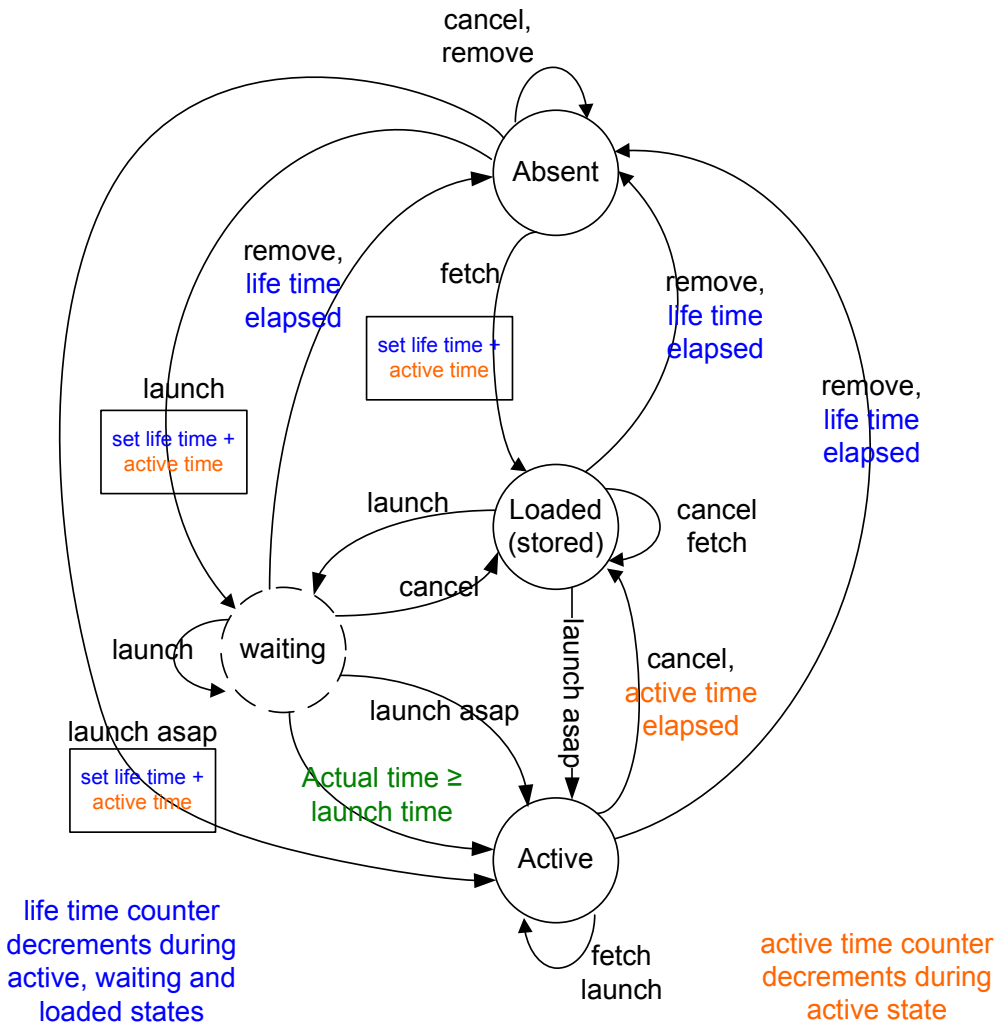 cancel,
remove
Absent
remove,
life time
elapsed
fetch
remove,
life time
elapsed
set life time +
active time
launch
remove,
life time
elapsed
set life time +
active time
launch
Loaded
(stored)
cancel
fetch
cancel
launch
waiting
launch asap
cancel,
active time
elapsed
launch asap
launch asap
set life time +
active time
Actual time ≥
launch time
Active
life time counter
decrements during
active, waiting and
loaded states
fetch
launch
active time counter
decrements during
active state